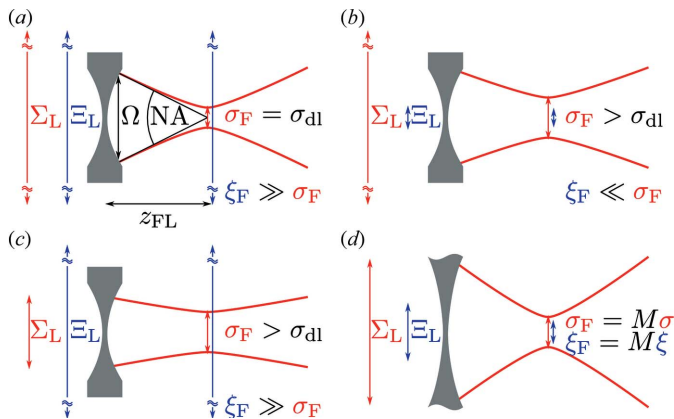 (a)
Σ_L Ξ_L Ω NA σ_F = σ_dl
ξ_F ≫ σ_F
z_FL
(b)
Σ_L Ξ_L σ_F > σ_dl
ξ_F ≪ σ_F
(c)
Σ_L Ξ_L σ_F > σ_dl
ξ_F ≫ σ_F
(d)
Σ_L Ξ_L σ_F = Mσ
ξ_F = Mξ